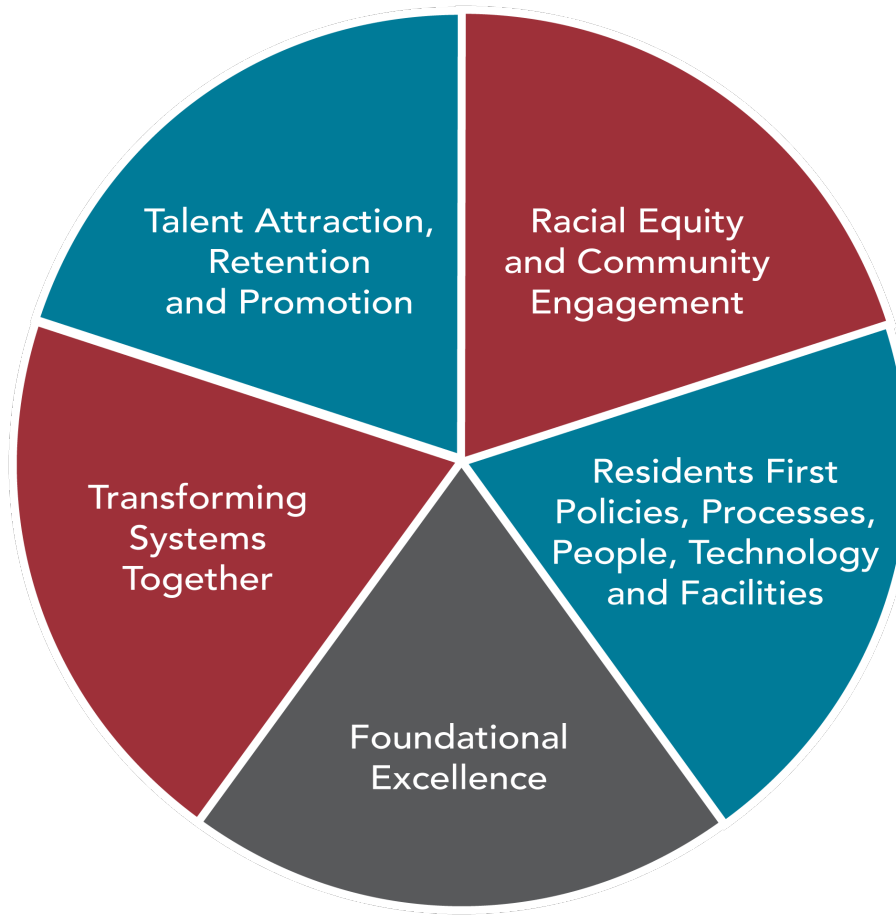 Talent Attraction,
Retention
and Promotion
Racial Equity
and Community
Engagement
Residents First
Policies, Processes,
People, Technology
and Facilities
Transforming
Systems
Together
Foundational
Excellence